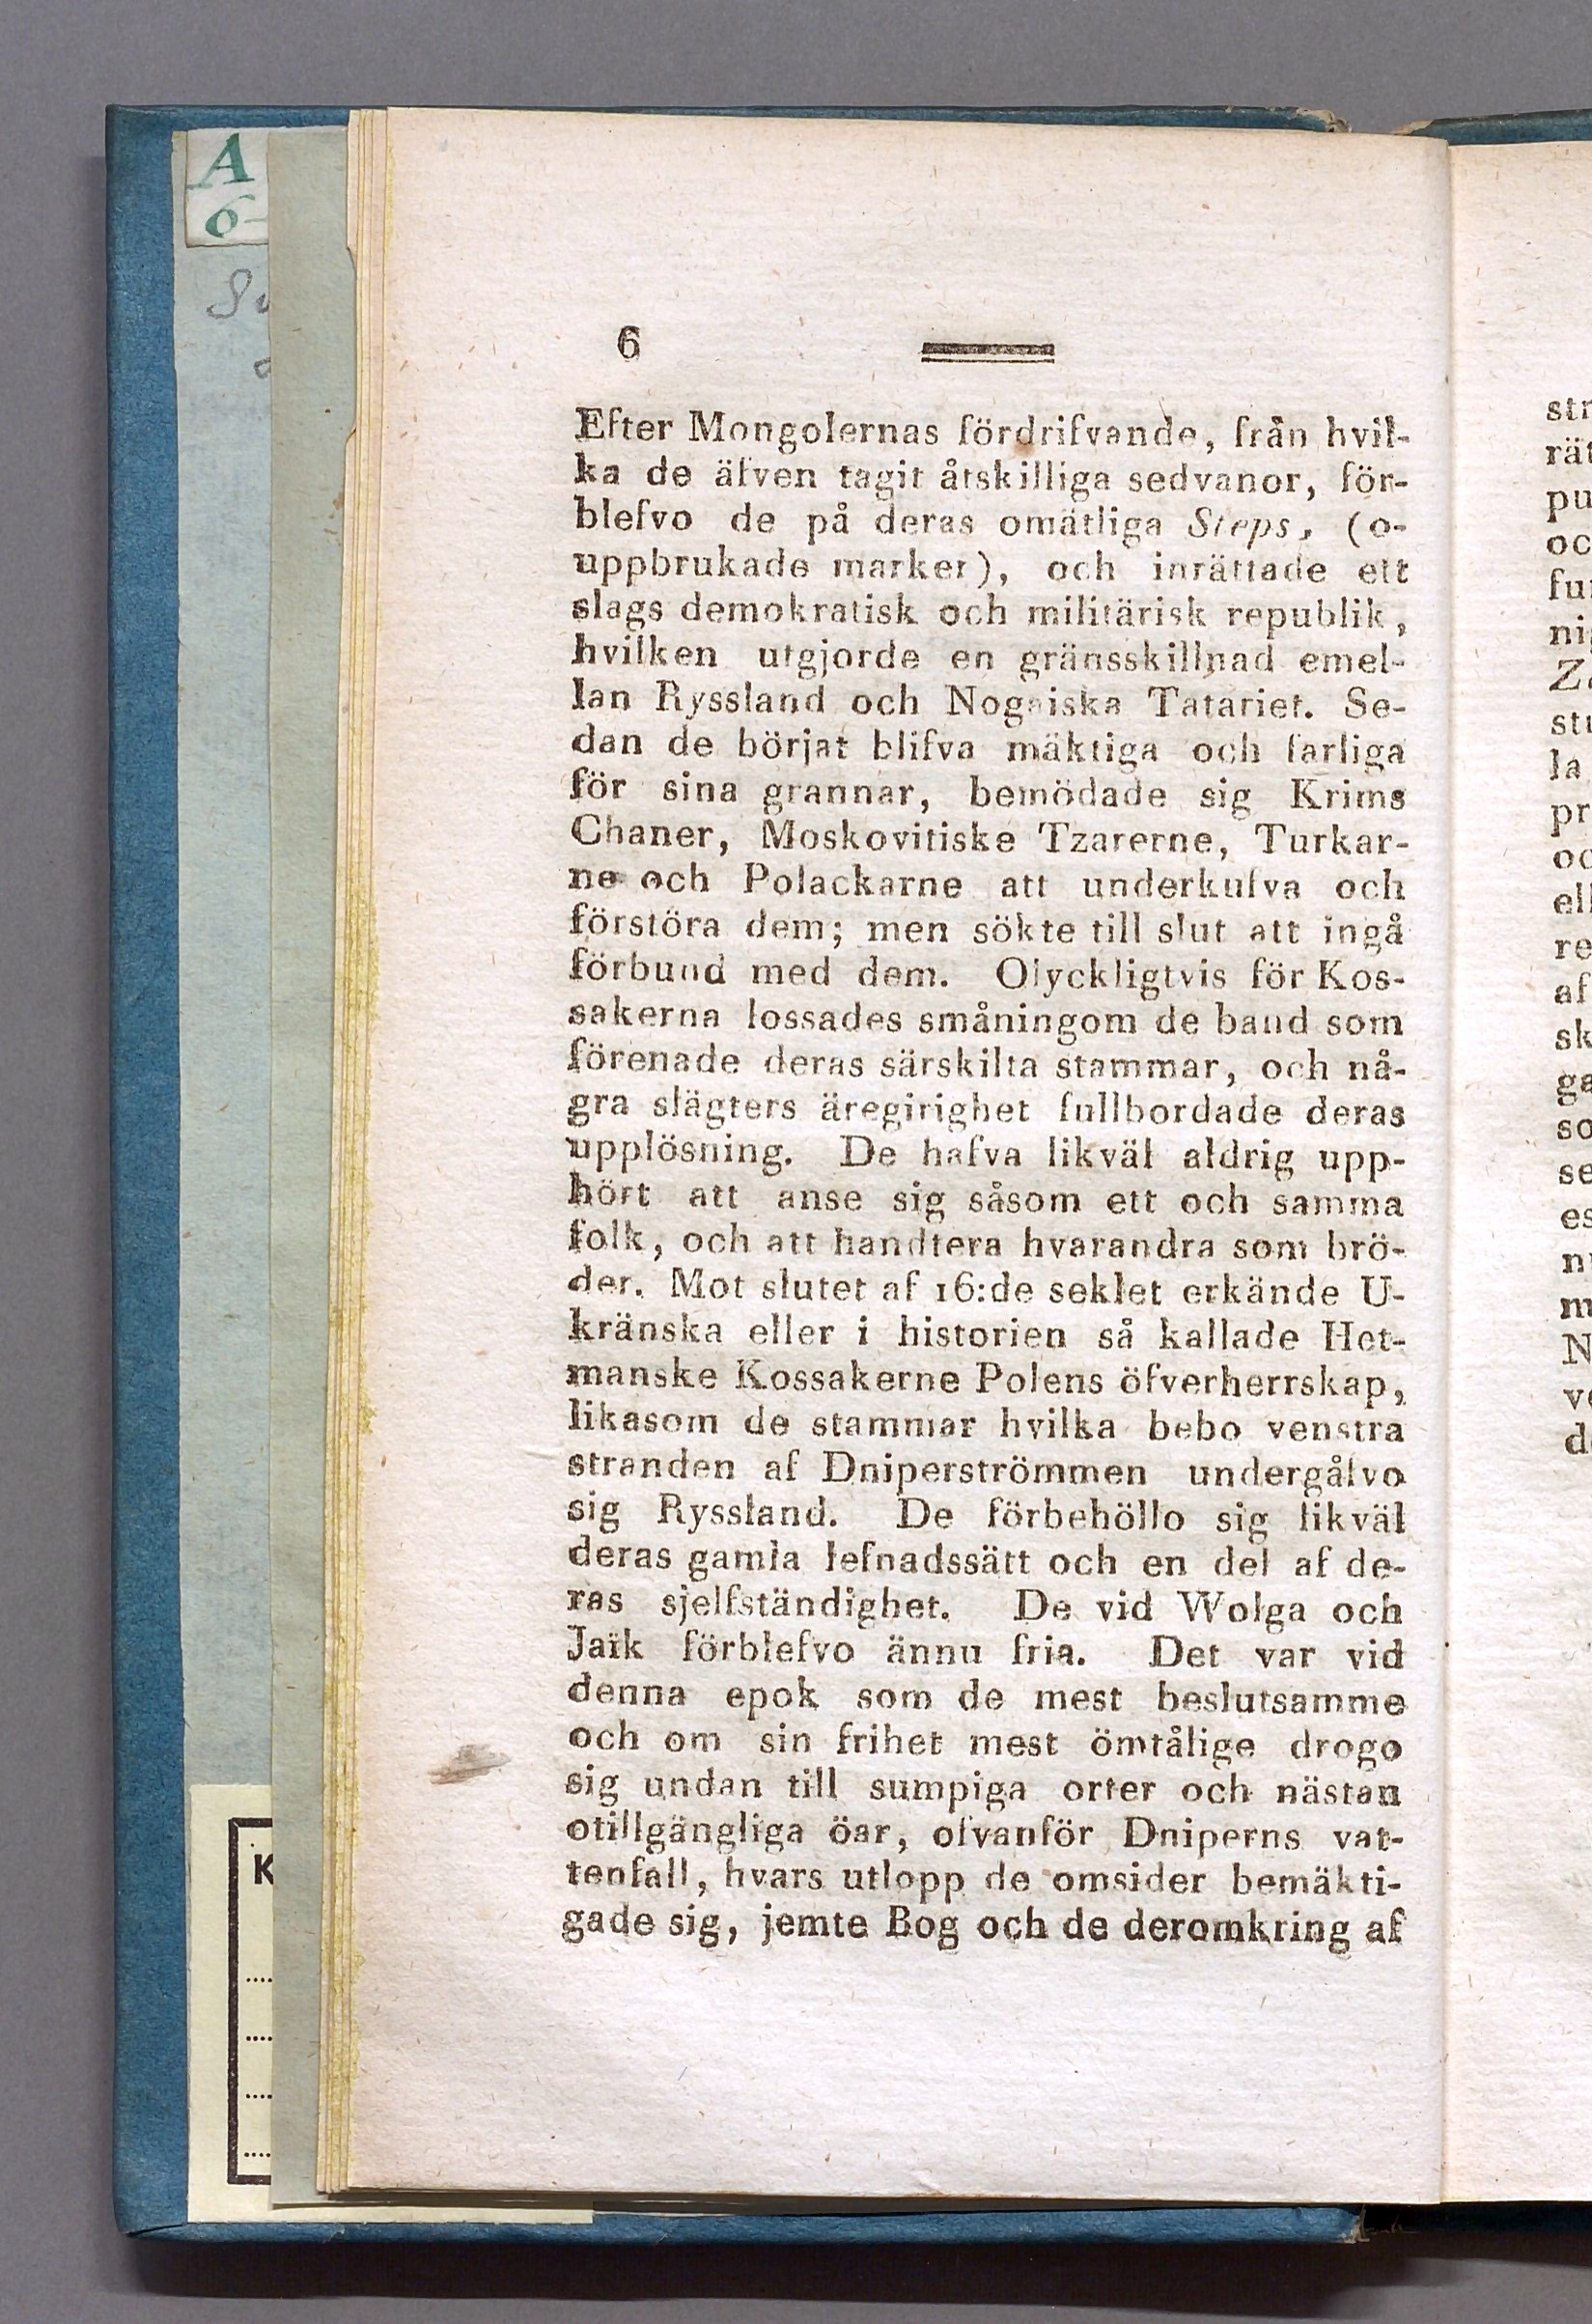 A
6
6
Efter Mongolernas fördrifvande, från hvil-
ka de äfven tagit åtskilliga sedvanor, för-
blefvo de på deras omätliga Steps, (o-
uppbrukade marker), och inrättade ett
slags demokratisk och militärisk republik,
hvilken utgjorde en gränsskillnad emel-
lan Ryssland och Nogaiska Tatariet. Se-
dan de börjat blifva mäktiga och farliga
för sina grannar, bemödade sig Krims
Chaner, Moskovitiske Tzarerne, Turkar-
ne och Polackarne att underkufva och
förstöra dem; men sökte till slut att ingå
förbund med dem. Olyckligtvis för Kos-
sakerna lossades småningom de band som
förenade deras särskilta stammar, och nå-
gra slägters äregirighet fullbordade deras
upplösning. De hafva likväl aldrig upp-
hört att anse sig såsom ett och samma
folk, och att handtera hvarandra som brö-
der. Mot slutet af 16:de seklet erkände U-
kränska eller i historien så kallade Het-
manske Kossakerne Polens öfverherrskap,
likasom de stammar hvilka bebo venstra
stranden af Dniperströmmen undergåfvo
sig Ryssland. De förbehöllo sig likväl
deras gamla lefnadssätt och en del af de-
ras sjelfständighet. De vid Wolga och
Jaïk förblefvo ännu fria. Det var vid
denna epok som de mest beslutsamme
och om sin frihet mest ömtålige drogo
sig undan till sumpiga orter och nästan
otillgängliga öar, ofvanför Dniperns vat-
tenfall, hvars utlopp de omsider bemäkti-
gade sig, jemte Bog och de deromkring af
K